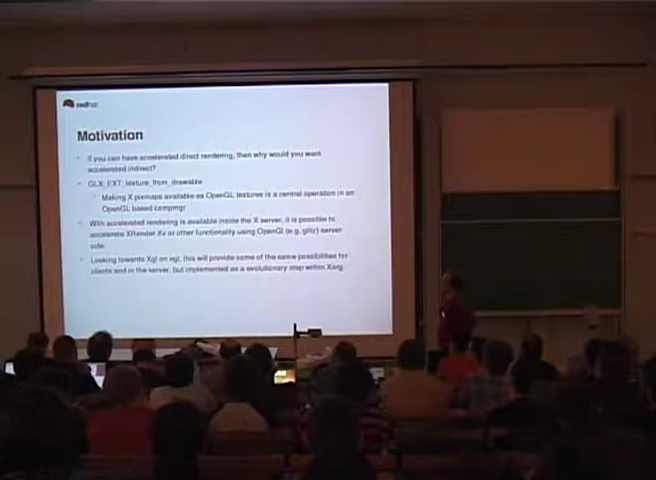 redhat
Motivation
If you can have accelerated direct rendering, then why would you want
accelerated indirect?
GLX_EXT_texture_from_drawable
Making X pixmaps available as OpenGL textures is a central operation in an
OpenGL based compmgr
With accelerated rendering is available inside the X server, it is possible to
accelerate XRender Xv or other functionality using OpenGl (e.g. glitz) server
side.
Looking towards Xgl on egl, this will provide some of the same possibilities for
clients and in the server, but implemented as a evolutionary step within Xorg